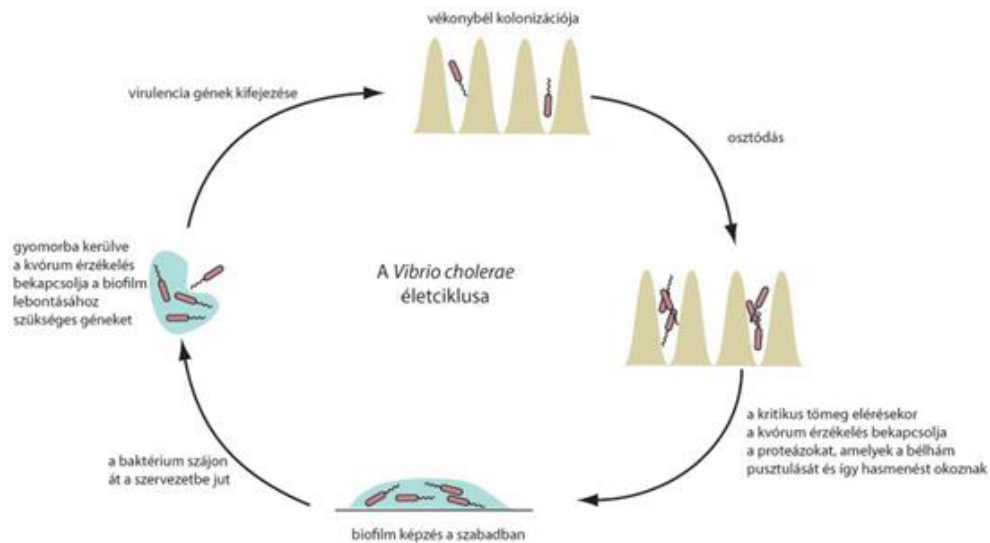 vékonybél kolonizációja
virulencia gének kifejezése
osztódás
gyomorba kerülve
a kvórum érzékelés
bekapcsolja a biofilm
lebontásához
szükséges géneket
A Vibrio cholerae
életciklusa
a kritikus tömeg elérésekor
a kvórum érzékelés bekapcsolja
a proteázokat, amelyek a bélhám
pusztulását és így hasmenést okoznak
a baktérium szájon
át a szervezetbe jut
biofilm képzés a szabadban